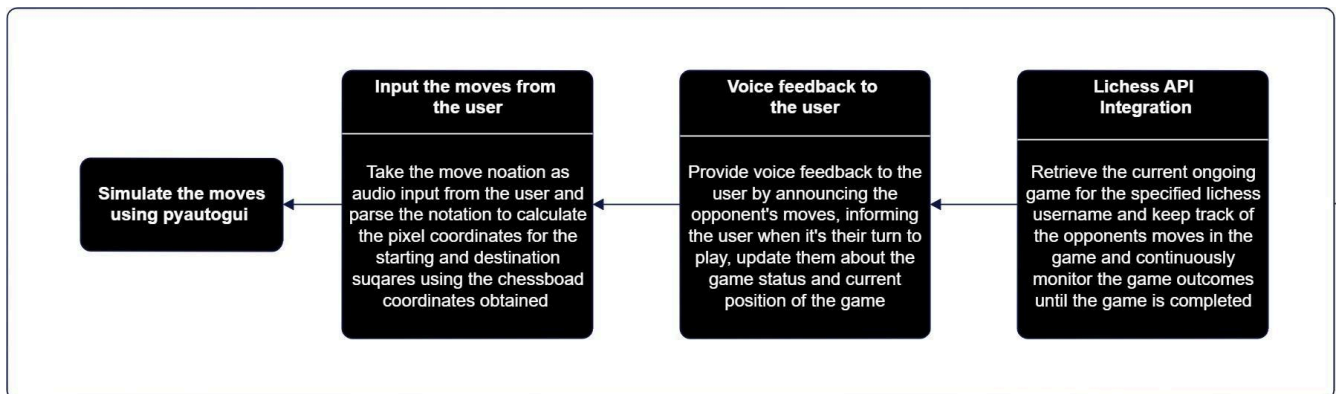 Simulate the moves
using pyautogui
Input the moves from
the user
Take the move noation as
audio input from the user and
parse the notation to calculate
the pixel coordinates for the
starting and destination
suqares using the chessboad
coordinates obtained
Voice feedback to
the user
Provide voice feedback to the
user by announcing the
opponent's moves, informing
the user when it's their turn to
play, update them about the
game status and current
position of the game
Lichess API
Integration
Retrieve the current ongoing
game for the specified lichess
username and keep track of
the opponents moves in the
game and continuously
monitor the game outcomes
until the game is completed